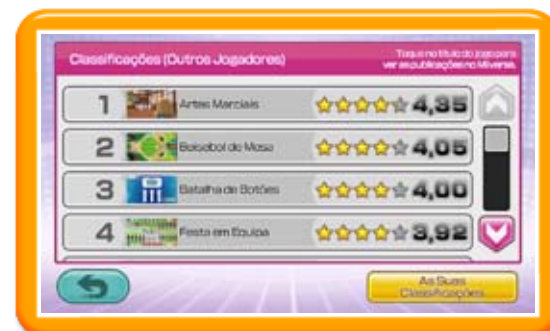 Classificações (Outros Jogadores)
Toque no título do jogo para
ver as publicações no Miiverse.
1 Artes Marciais 4,35
2 Beisebol de Mesa 4,05
3 Batalha de Botões 4,00
4 Festa em Equipa 3,92
As Suas
Classificações